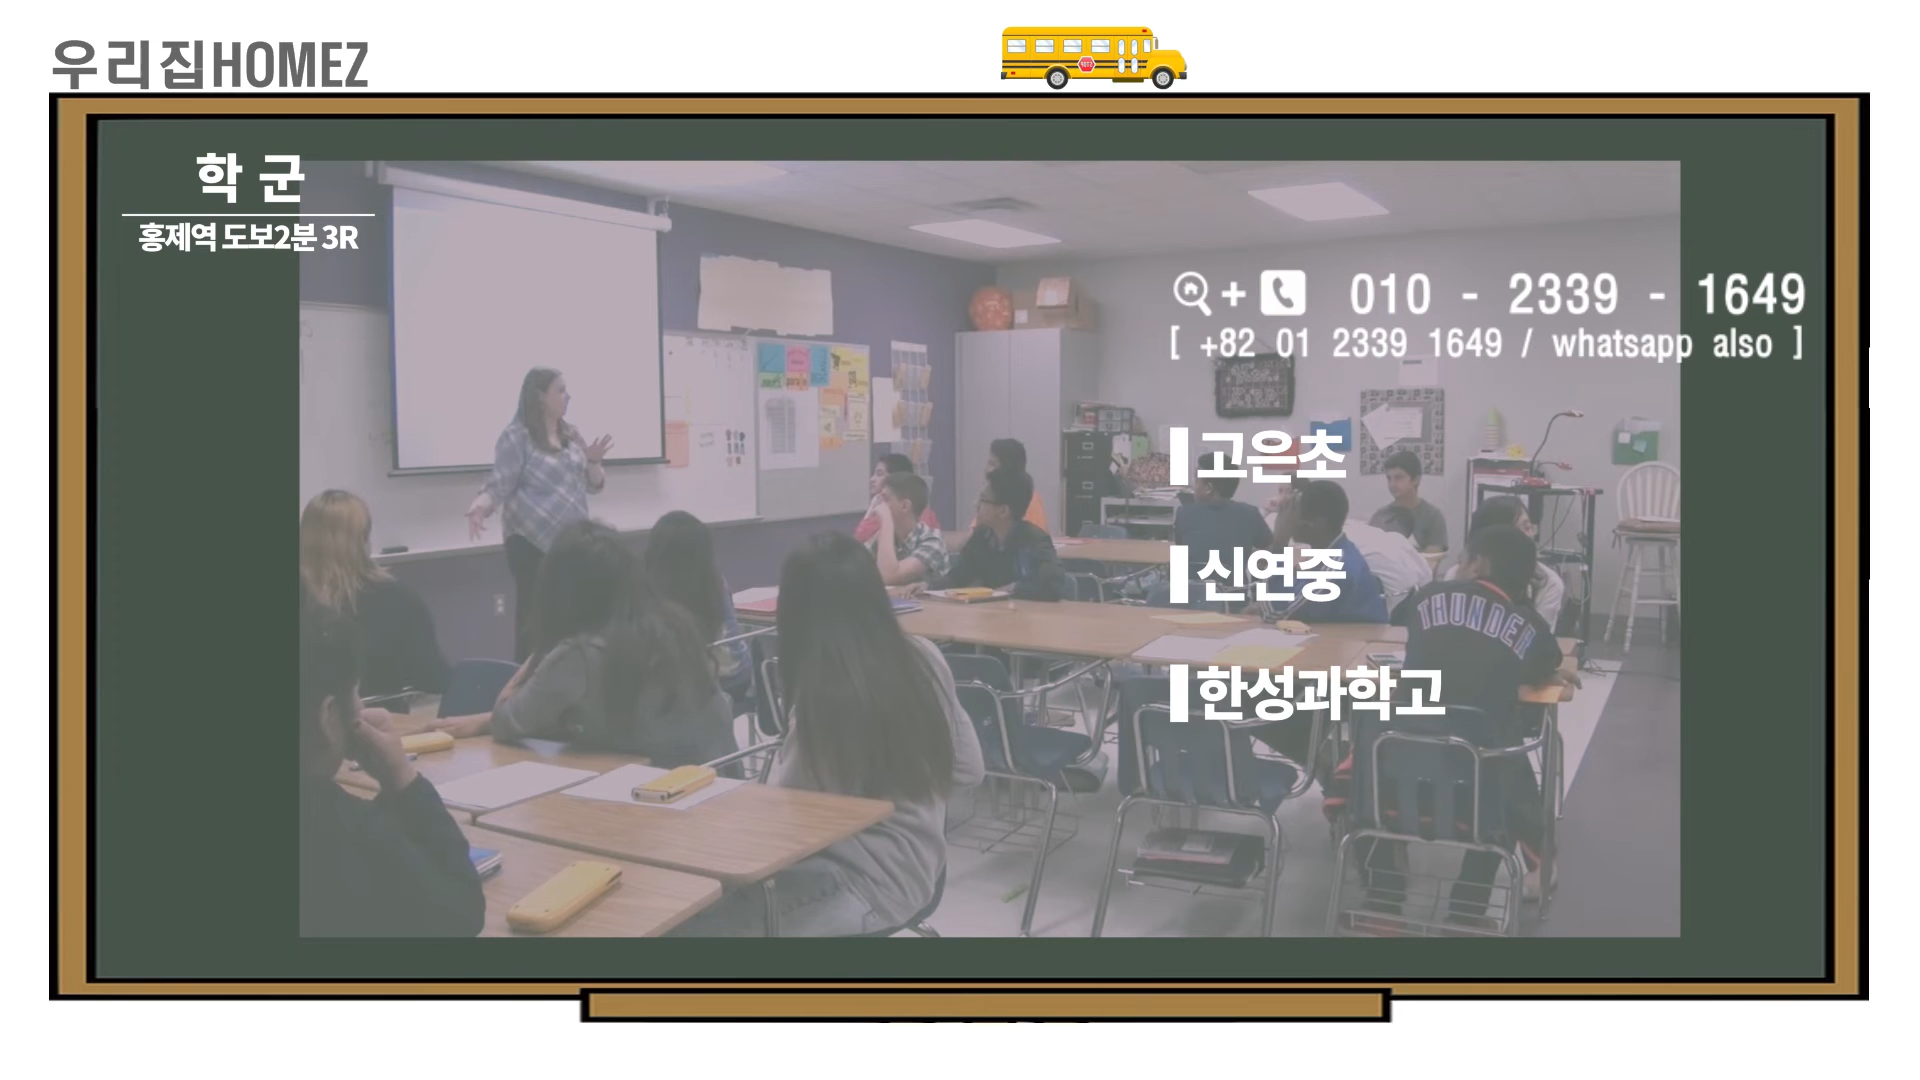 우리집HOMEZ
학 군
홍제역 도보2분 3R
010 - 2339 - 1649
[ +82 01 2339 1649 / whatsapp also ]
고은초
신연중
한성과학고
THUNDER